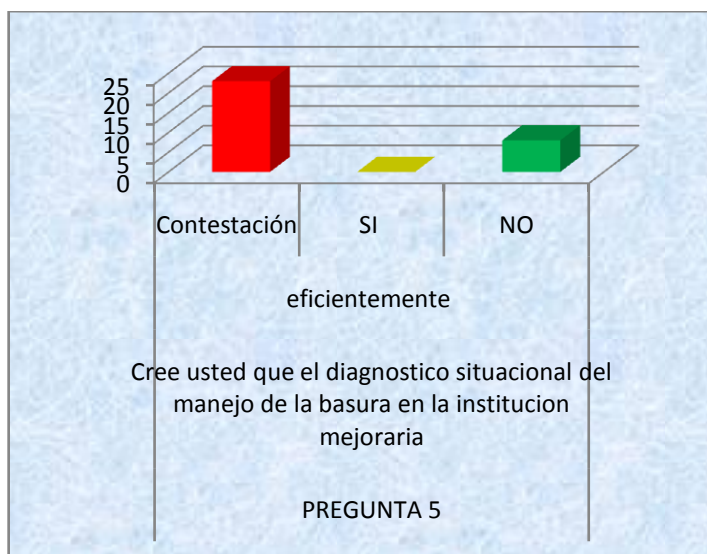 25
20
15
10
5
0
Contestación SI NO
eficientemente
Cree usted que el diagnostico situacional del
manejo de la basura en la institucion
mejoraria
PREGUNTA 5